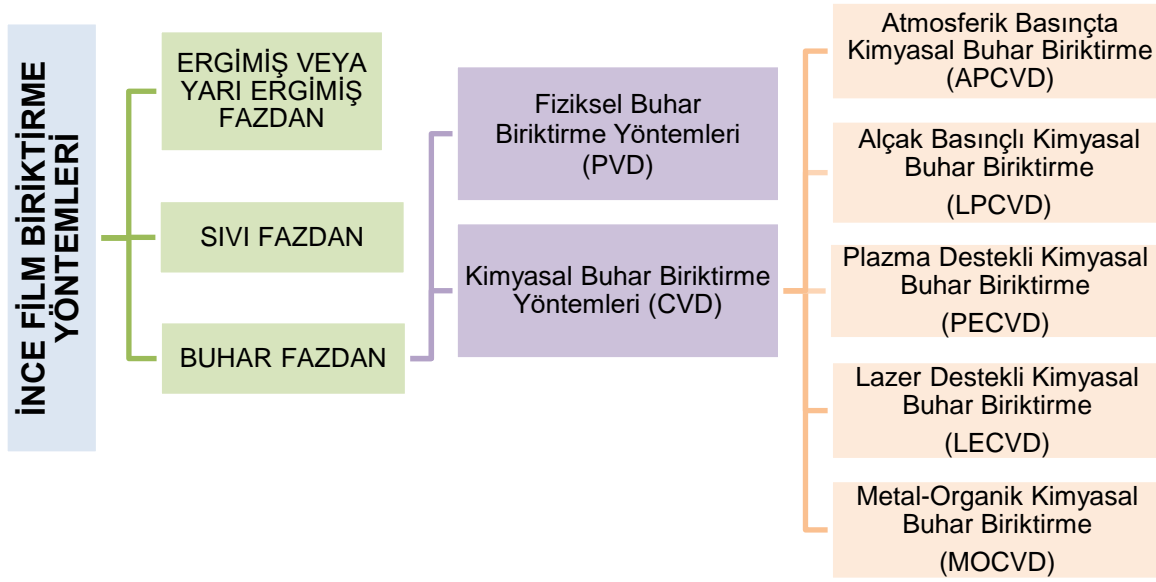 İNCE FİLM BİRİKTİRME
YÖNTEMLERİ
ERGİMİŞ VEYA
YARI ERGİMİŞ
FAZDAN
SIVI FAZDAN
BUHAR FAZDAN
Fiziksel Buhar
Biriktirme Yöntemleri
(PVD)
Kimyasal Buhar Biriktirme
Yöntemleri (CVD)
Atmosferik Basınçta
Kimyasal Buhar Biriktirme
(APCVD)
Alçak Basınçlı Kimyasal
Buhar Biriktirme
(LPCVD)
Plazma Destekli Kimyasal
Buhar Biriktirme
(PECVD)
Lazer Destekli Kimyasal
Buhar Biriktirme
(LECVD)
Metal-Organik Kimyasal
Buhar Biriktirme
(MOCVD)